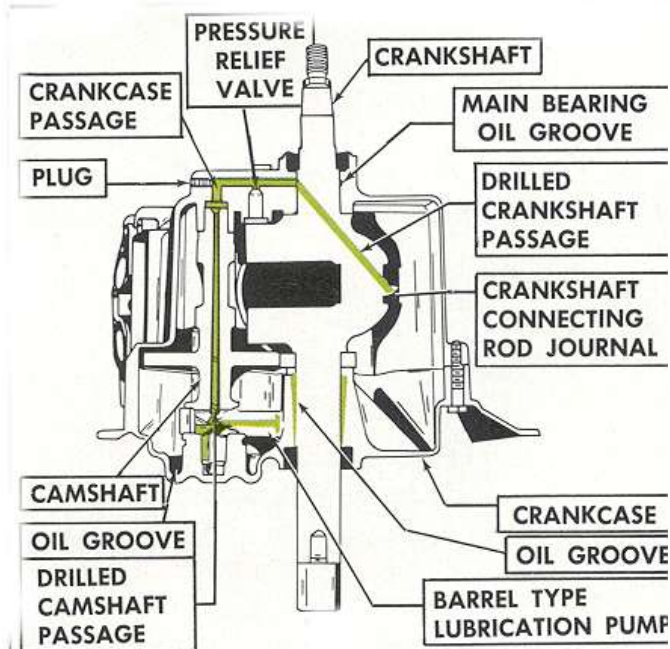 PRESSURE
RELIEF
VALVE
CRANKSHAFT
CRANKCASE
PASSAGE
MAIN BEARING
OIL GROOVE
PLUG
DRILLED
CRANKSHAFT
PASSAGE
CRANKSHAFT
CONNECTING
ROD JOURNAL
CAMSHAFT
CRANKCASE
OIL GROOVE
OIL GROOVE
DRILLED
CAMSHAFT
PASSAGE
BARREL TYPE
LUBRICATION PUMP